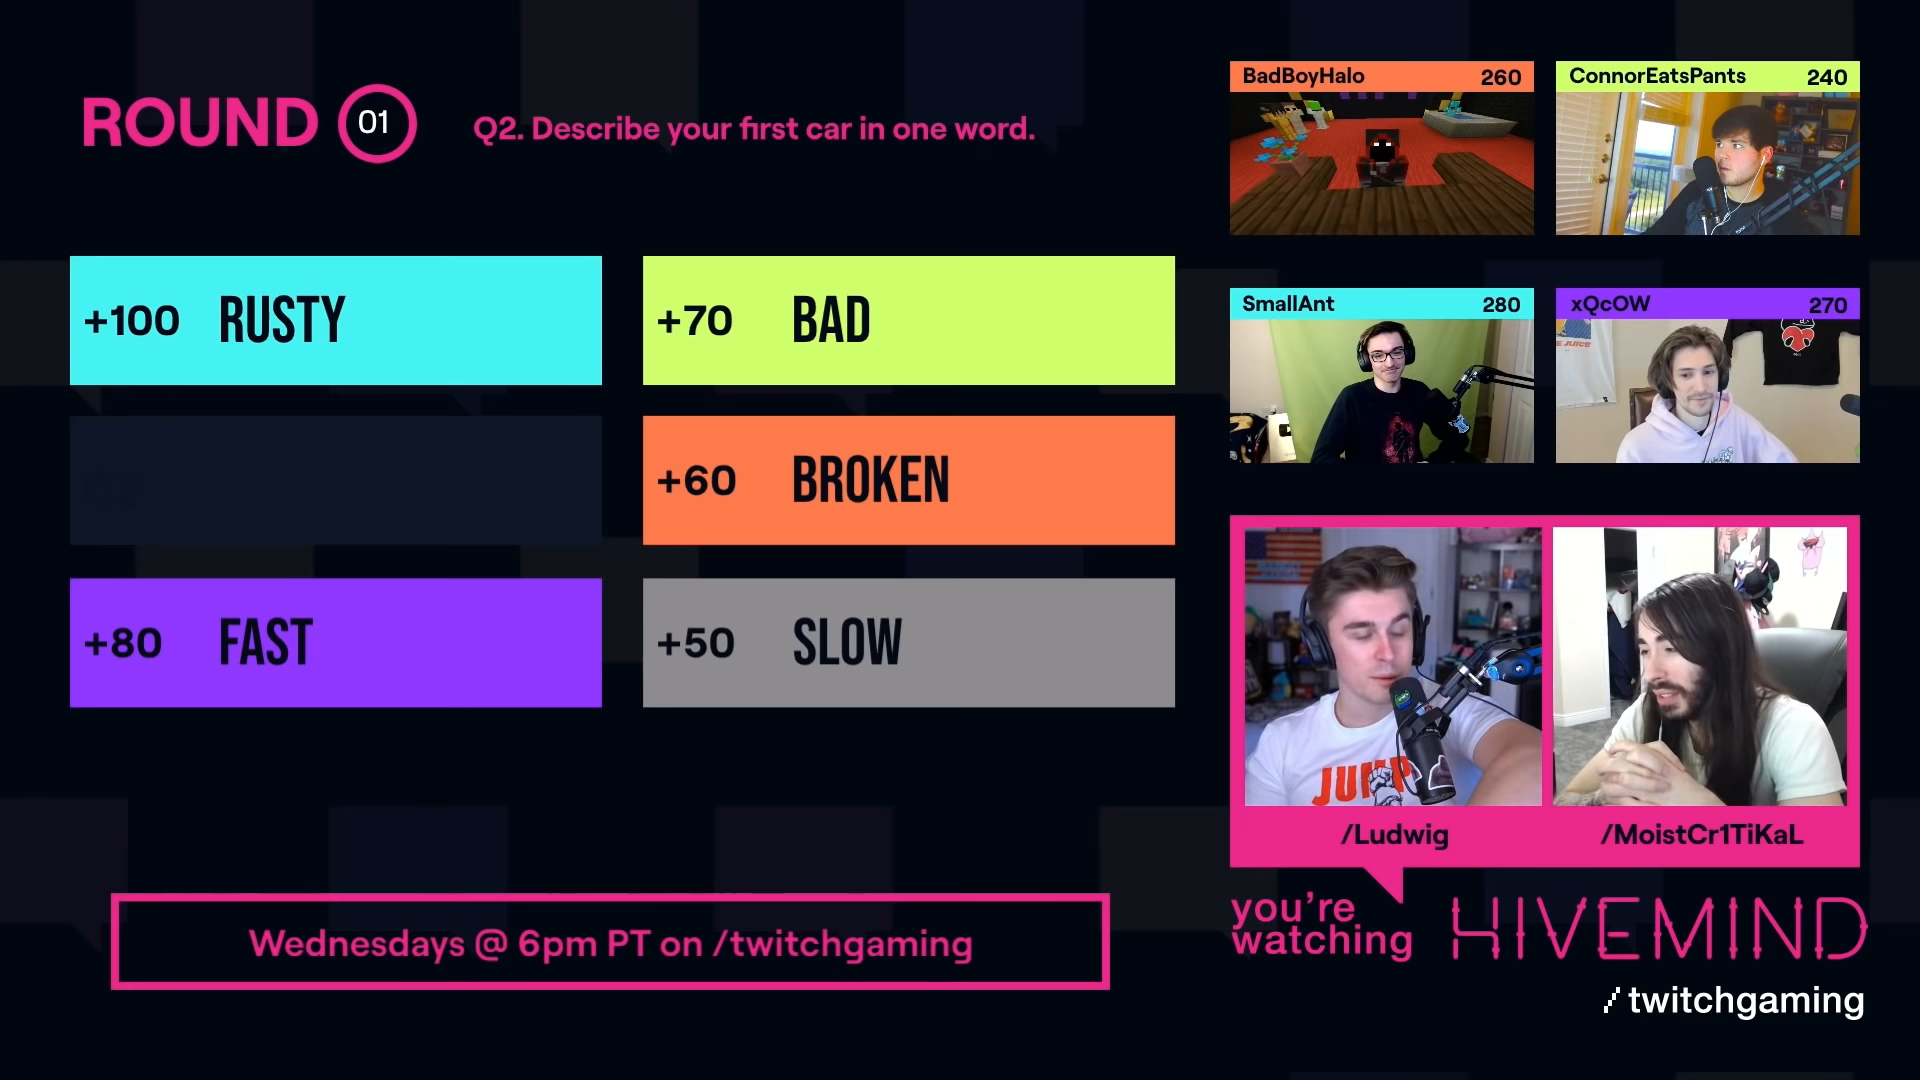 ROUND 01
Q2. Describe your first car in one word.
+100 RUSTY
+70 BAD
+60 BROKEN
+80 FAST
+50 SLOW
Wednesdays @ 6pm PT on /twitchgaming
BadBoyHalo 260
ConnorEatsPants 240
SmallAnt 280
xQcOW 270
JUICE
JUMP
/Ludwig
/MoistCr1TiKaL
you're
watching
HIVEMIND
/twitchgaming